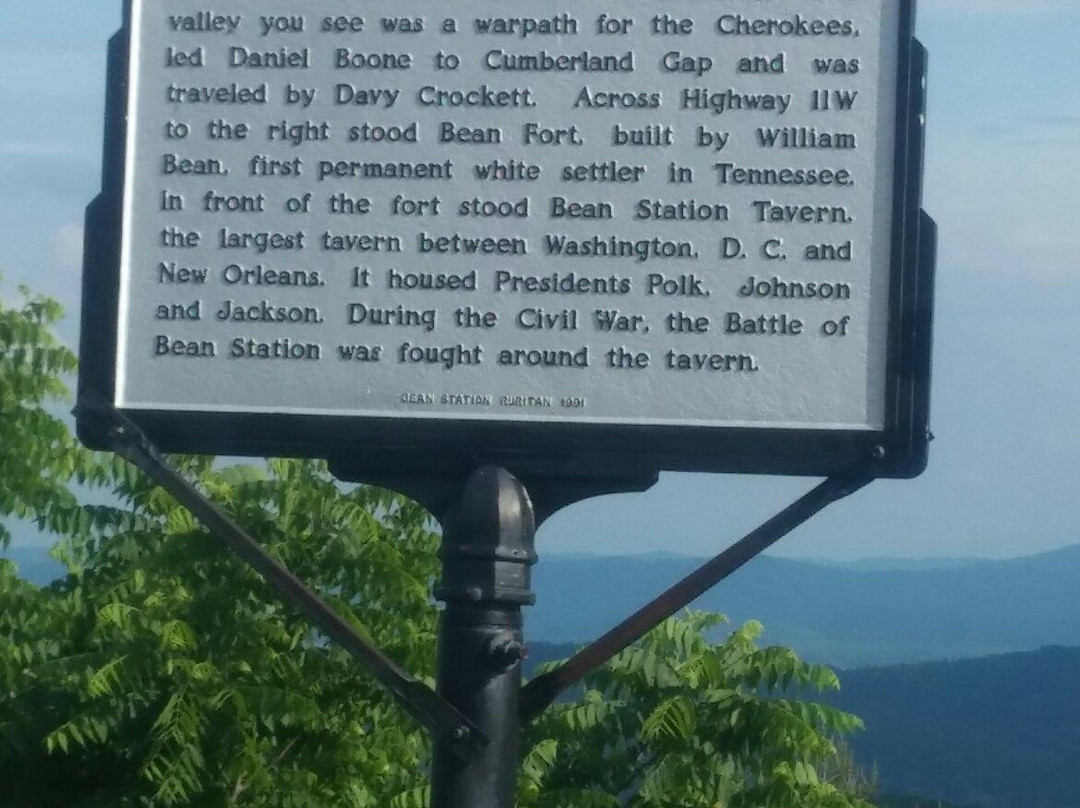 valley you see was a warpath for the Cherokees,
led Daniel Boone to Cumberland Gap and was
traveled by Davy Crockett. Across Highway 11W
to the right stood Bean Fort, built by William
Bean, first permanent white settler in Tennessee.
In front of the fort stood Bean Station Tavern,
the largest tavern between Washington, D. C. and
New Orleans. It housed Presidents Polk, Johnson
and Jackson. During the Civil War, the Battle of
Bean Station was fought around the tavern.
BEAN STATION RURITAN 1991